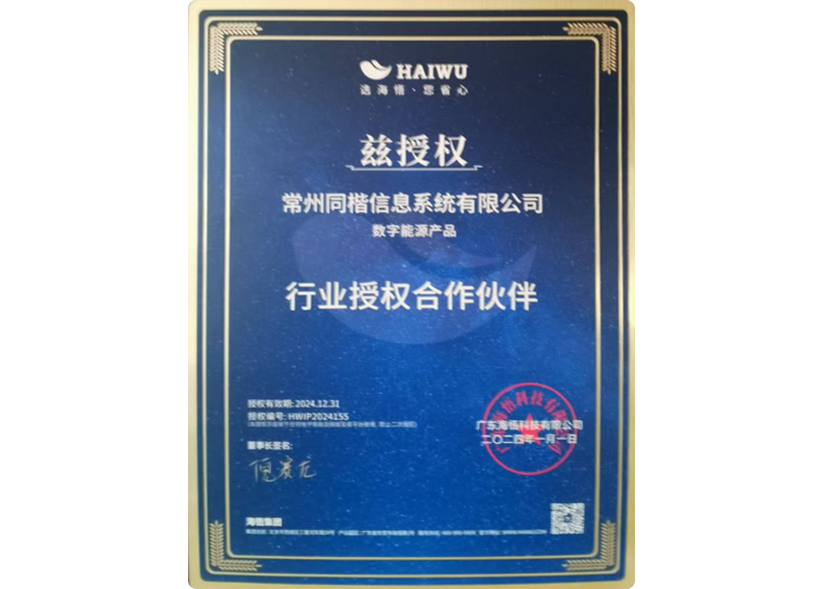 HAIWU
选海悟·您省心
兹授权
常州同楷信息系统有限公司
数字能源产品
行业授权合作伙伴
授权有效期: 2024.12.31
授权编号: HWIP2024155
董事长签名:
广东海悟科技有限公司
二〇二四年一月一日
海悟集团